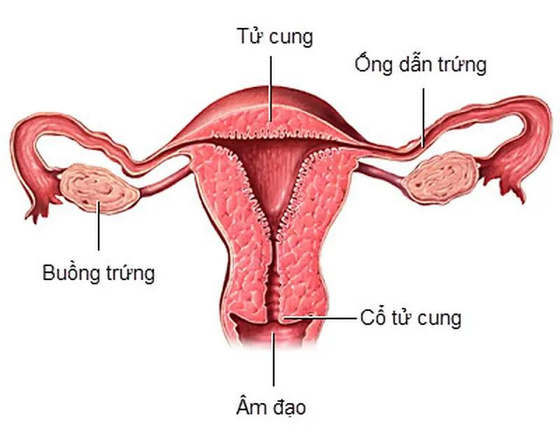 Tử cung
Ống dẫn trứng
Buồng trứng
Cổ tử cung
Âm đạo